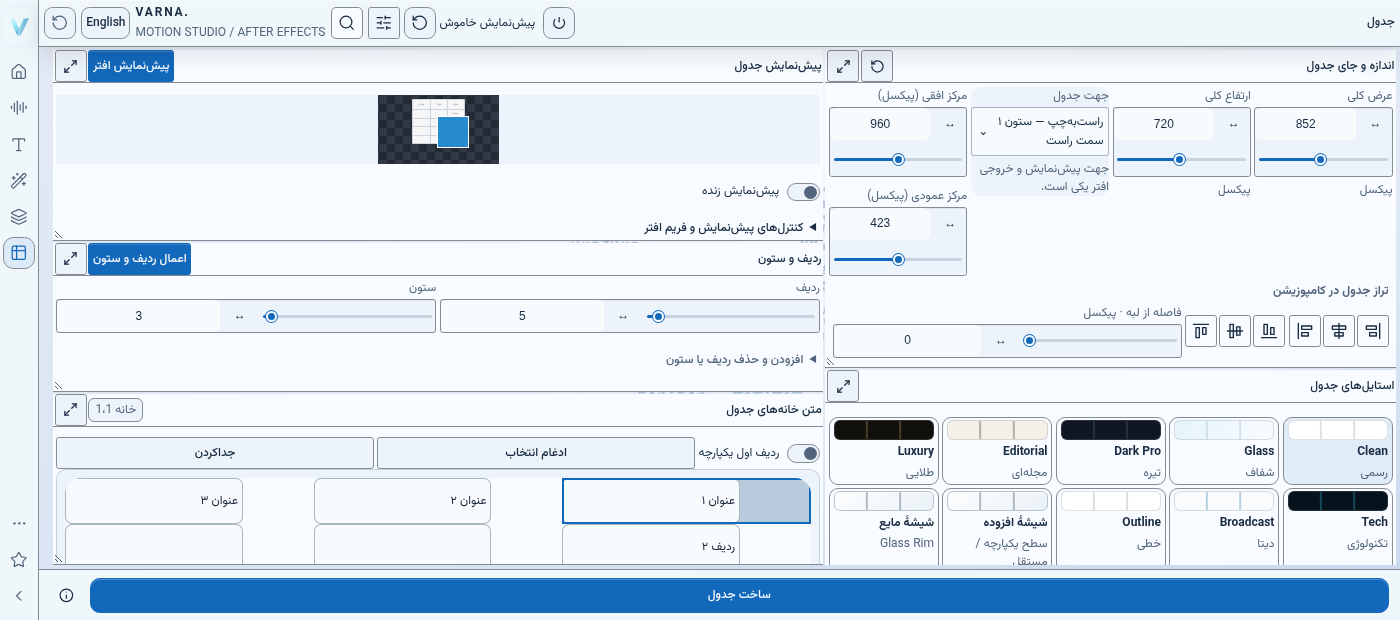 جدول
پیش‌نمایش خاموش
English
VARNA.
MOTION STUDIO / AFTER EFFECTS
اندازه و جای جدول
عرض کلی
852
پیکسل
ارتفاع کلی
720
پیکسل
جهت جدول
راست‌به‌چپ — ستون ۱
سمت راست
جهت پیش‌نمایش و خروجی
افتر یکی است.
مرکز افقی (پیکسل)
960
مرکز عمودی (پیکسل)
423
تراز جدول در کامپوزیشن
فاصله از لبه · پیکسل
0
استایل‌های جدول
Clean
رسمی
Glass
شفاف
Dark Pro
تیره
Editorial
مجله‌ای
Luxury
طلایی
Tech
تکنولوژی
Broadcast
دیتا
Outline
خطی
شیشهٔ افزوده
سطح یکپارچه /
مستقل
شیشهٔ مایع
Glass Rim
پیش‌نمایش جدول
پیش‌نمایش افتر
پیش‌نمایش زنده
کنترل‌های پیش‌نمایش و فریم افتر
ردیف و ستون
اعمال ردیف و ستون
ردیف
5
ستون
3
افزودن و حذف ردیف یا ستون
متن خانه‌های جدول
خانه 1،1
ردیف اول یکپارچه
ادغام انتخاب
جداکردن
عنوان ۱
عنوان ۲
عنوان ۳
ردیف ۲
ساخت جدول